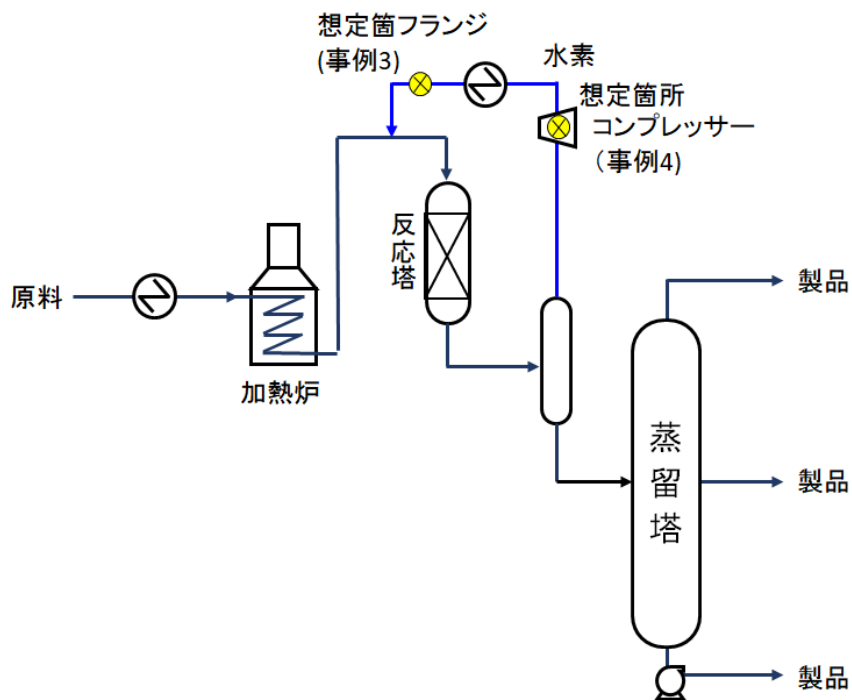 想定箇フランジ
(事例3)
水素
想定箇所
コンプレッサー
（事例4）
反応塔
原料
加熱炉
製品
蒸留塔
製品
製品